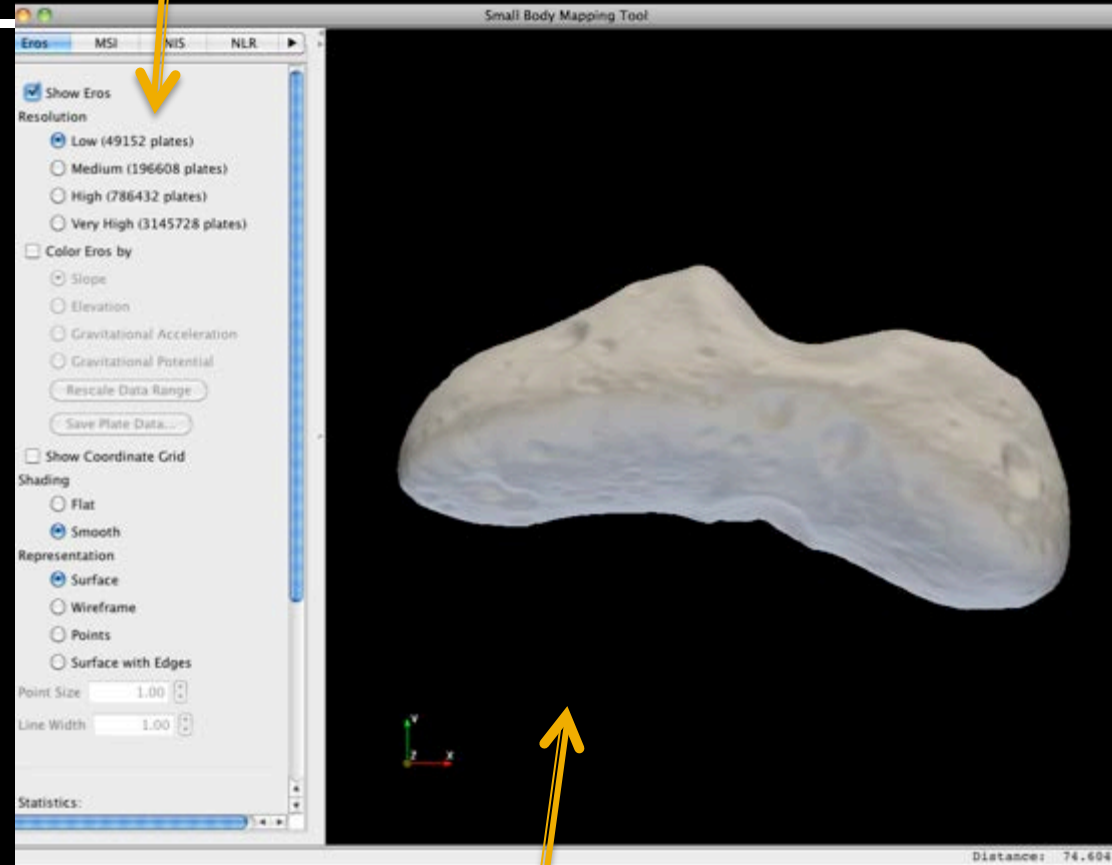 Small Body Mapping Tool
Eros MSI NIS NLR
Show Eros
Resolution
Low (49152 plates)
Medium (196608 plates)
High (786432 plates)
Very High (3145728 plates)
Color Eros by
Slope
Elevation
Gravitational Acceleration
Gravitational Potential
Rescale Data Range
Save Plate Data...
Show Coordinate Grid
Shading
Flat
Smooth
Representation
Surface
Wireframe
Points
Surface with Edges
Point Size 1.00
Line Width 1.00
Y
Z X
Statistics:
Distance: 74.604